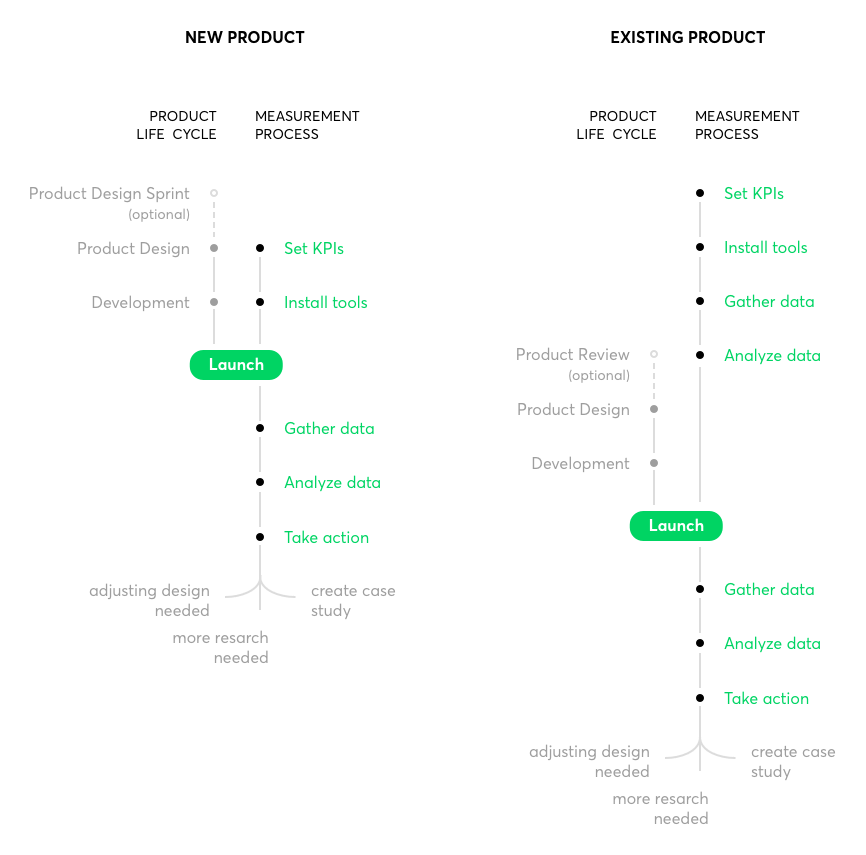 NEW PRODUCT
PRODUCT
LIFE CYCLE
MEASUREMENT
PROCESS
Product Design Sprint
(optional)
Product Design
Set KPIs
Development
Install tools
Launch
Gather data
Analyze data
Take action
adjusting design
needed
create case
study
more resarch
needed
EXISTING PRODUCT
PRODUCT
LIFE CYCLE
MEASUREMENT
PROCESS
Set KPIs
Install tools
Gather data
Product Review
(optional)
Analyze data
Product Design
Development
Launch
Gather data
Analyze data
Take action
adjusting design
needed
create case
study
more resarch
needed